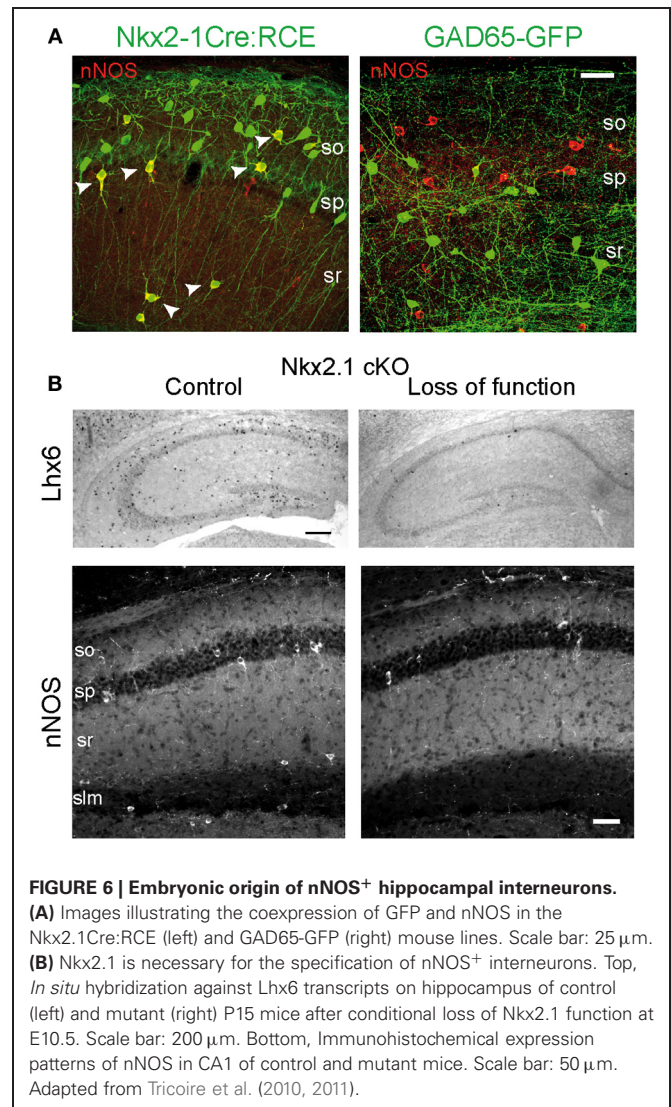 A
Nkx2-1Cre:RCE GAD65-GFP
nNOS nNOS
so so
sp sp
sr sr
B
Nkx2.1 cKO
Control Loss of function
Lhx6
nNOS
so
sp
sr
slm
FIGURE 6 | Embryonic origin of nNOS+ hippocampal interneurons.
(A) Images illustrating the coexpression of GFP and nNOS in the
Nkx2.1Cre:RCE (left) and GAD65-GFP (right) mouse lines. Scale bar: 25 μm.
(B) Nkx2.1 is necessary for the specification of nNOS+ interneurons. Top,
In situ hybridization against Lhx6 transcripts on hippocampus of control
(left) and mutant (right) P15 mice after conditional loss of Nkx2.1 function at
E10.5. Scale bar: 200 μm. Bottom, Immunohistochemical expression
patterns of nNOS in CA1 of control and mutant mice. Scale bar: 50 μm.
Adapted from Tricoire et al. (2010, 2011).